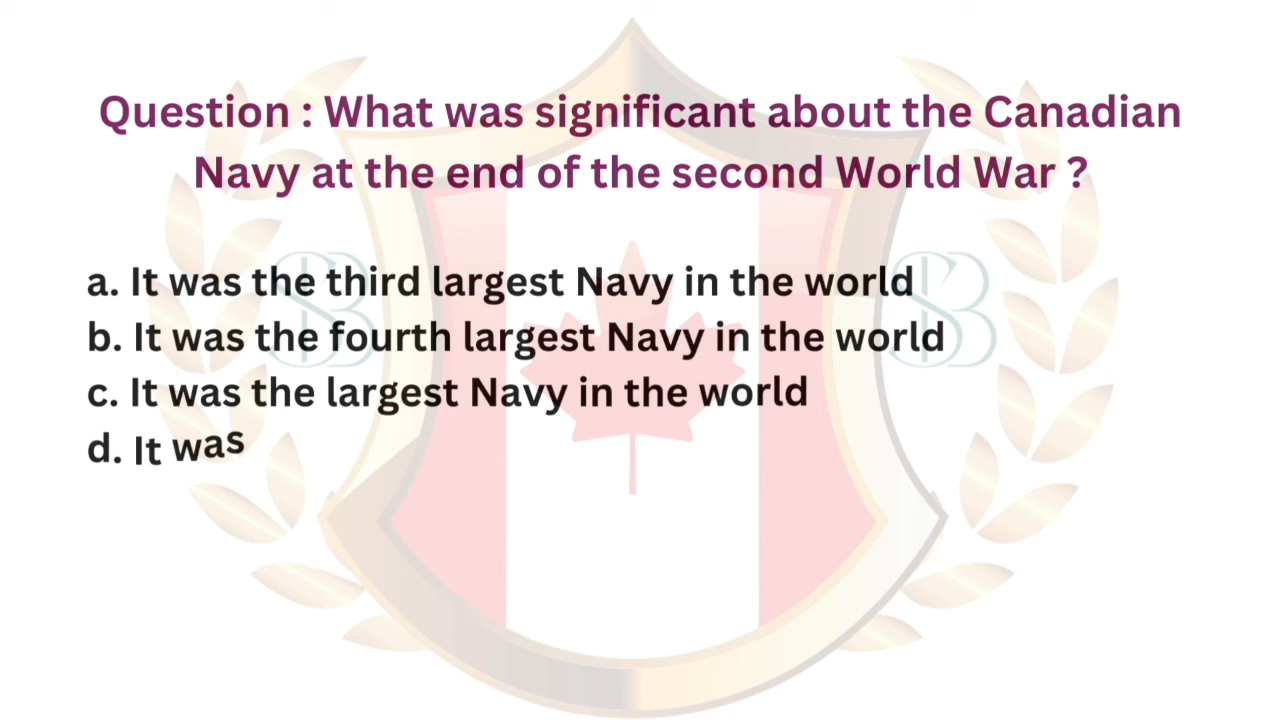 Question : What was significant about the Canadian
Navy at the end of the second World War ?
a. It was the third largest Navy in the world
b. It was the fourth largest Navy in the world
c. It was the largest Navy in the world
d. It was